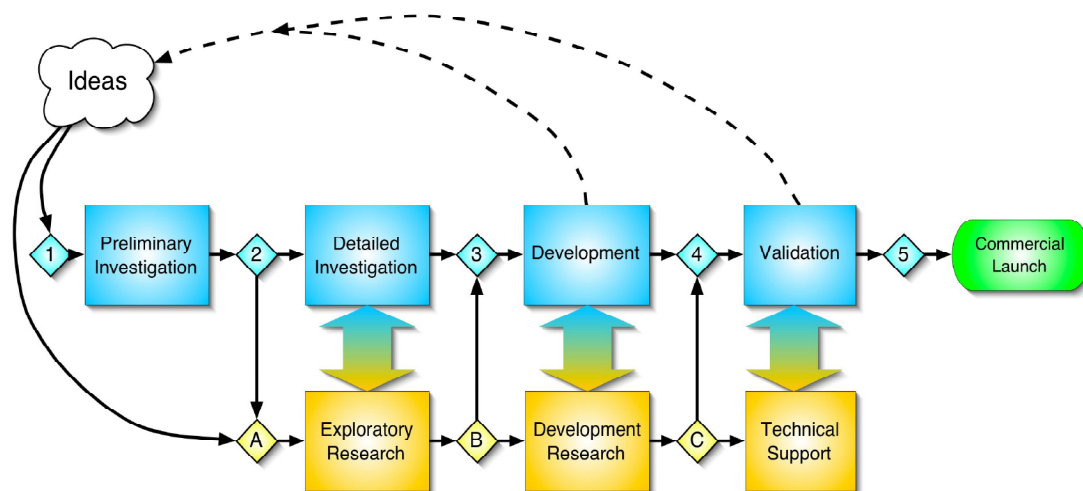 Ideas
1
Preliminary
Investigation
2
Detailed
Investigation
3
Development
4
Validation
5
Commercial
Launch
A
Exploratory
Research
B
Development
Research
C
Technical
Support